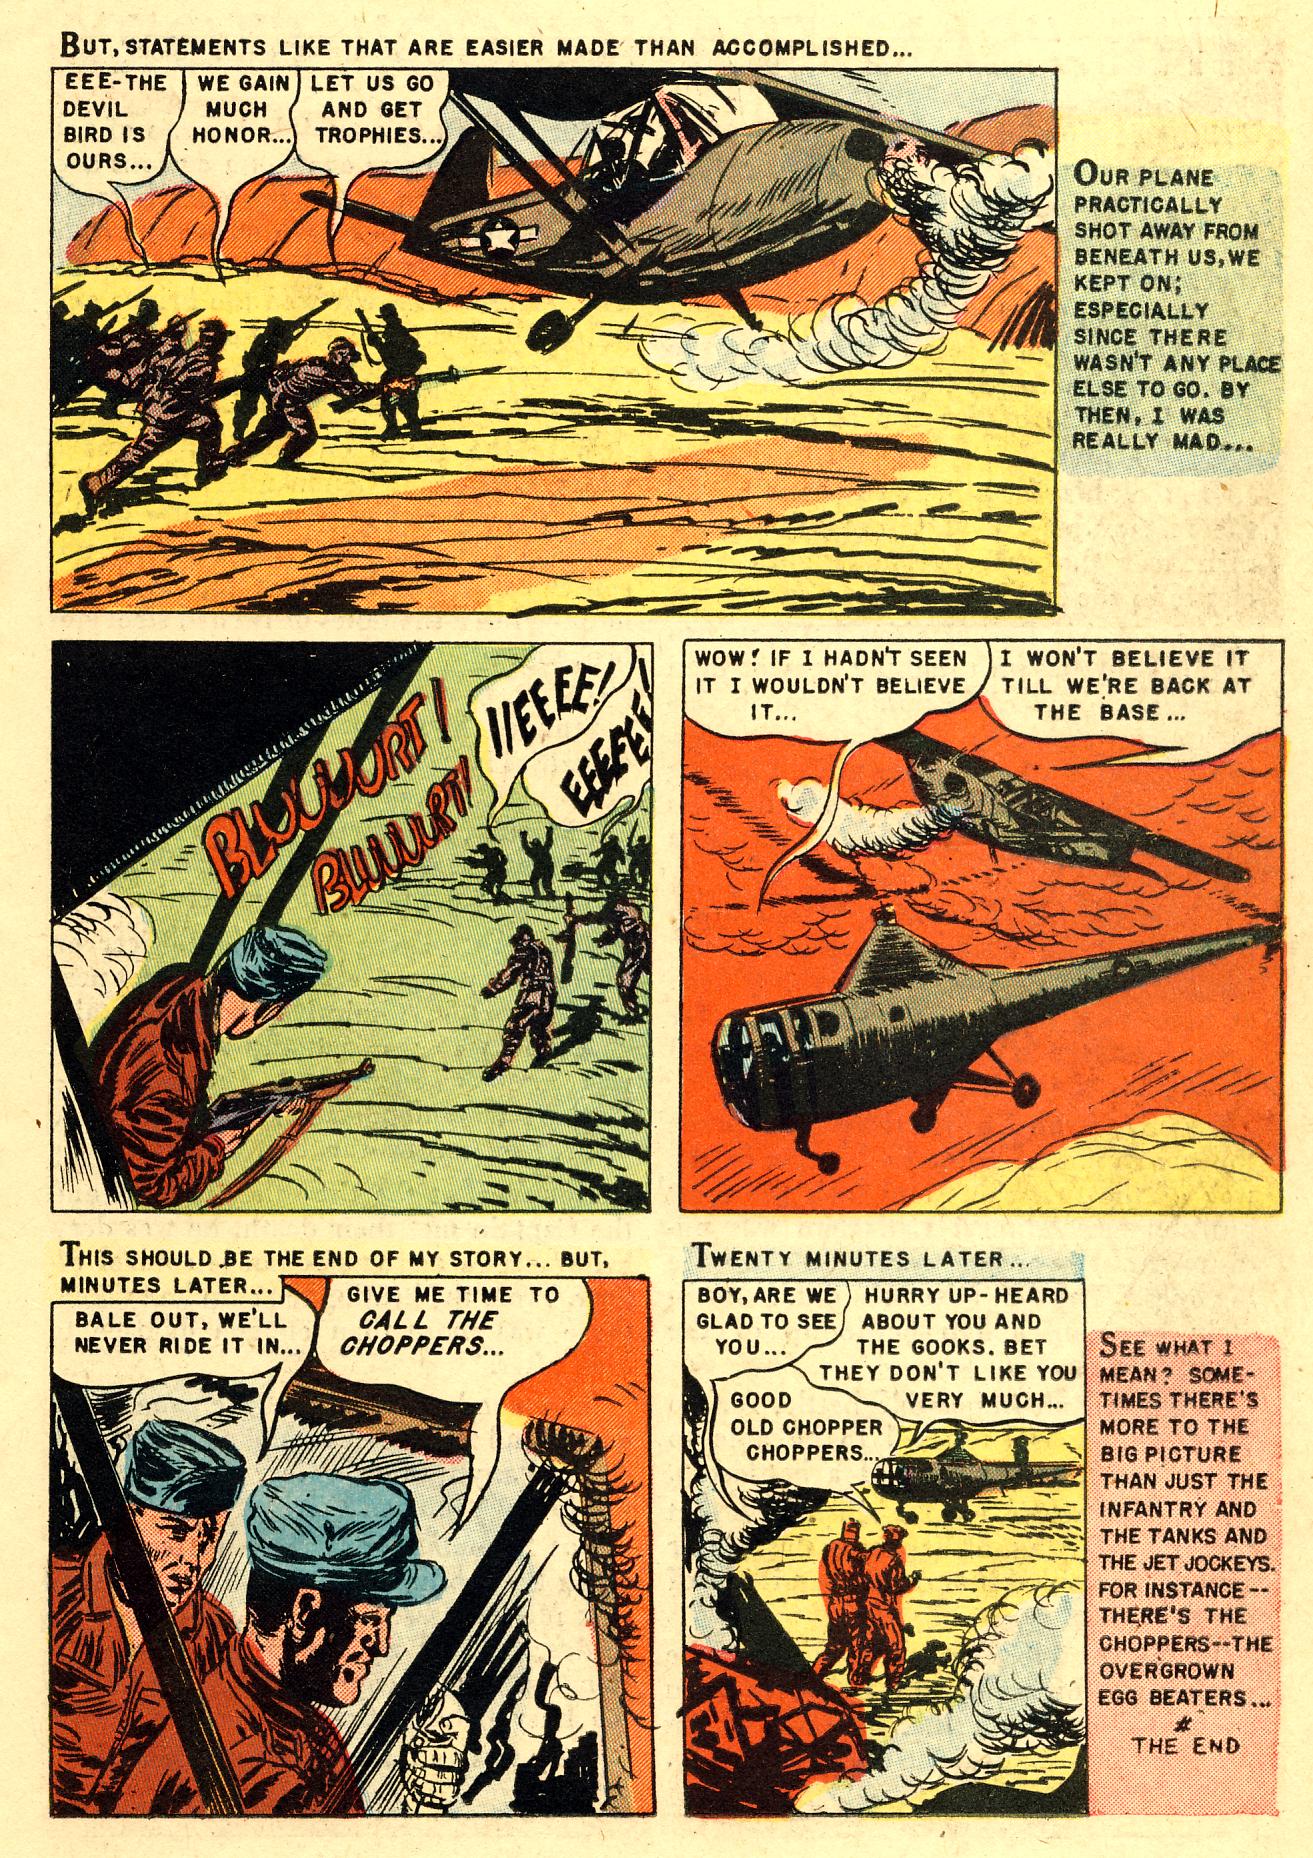 BUT, STATEMENTS LIKE THAT ARE EASIER MADE THAN ACCOMPLISHED...
EEE-THE
DEVIL
BIRD IS
OURS...
WE GAIN
MUCH
HONOR...
LET US GO
AND GET
TROPHIES...
OUR PLANE
PRACTICALLY
SHOT AWAY FROM
BENEATH US, WE
KEPT ON;
ESPECIALLY
SINCE THERE
WASN'T ANY PLACE
ELSE TO GO. BY
THEN, I WAS
REALLY MAD...
BLUUUURT!
BLUUUURT!
IIEEEE!
EEEEEE!
WOW! IF I HADN'T SEEN
IT I WOULDN'T BELIEVE
IT...
I WON'T BELIEVE IT
TILL WE'RE BACK AT
THE BASE...
THIS SHOULD BE THE END OF MY STORY... BUT,
MINUTES LATER...
BALE OUT, WE'LL
NEVER RIDE IT IN...
GIVE ME TIME TO
CALL THE
CHOPPERS...
TWENTY MINUTES LATER...
BOY, ARE WE
GLAD TO SEE
YOU...
HURRY UP-HEARD
ABOUT YOU AND
THE GOOKS. BET
THEY DON'T LIKE YOU
VERY MUCH...
GOOD
OLD CHOPPER
CHOPPERS...
SEE WHAT I
MEAN? SOME-
TIMES THERE'S
MORE TO THE
BIG PICTURE
THAN JUST THE
INFANTRY AND
THE TANKS AND
THE JET JOCKEYS.
FOR INSTANCE--
THERE'S THE
CHOPPERS--THE
OVERGROWN
EGG BEATERS...
#
THE END